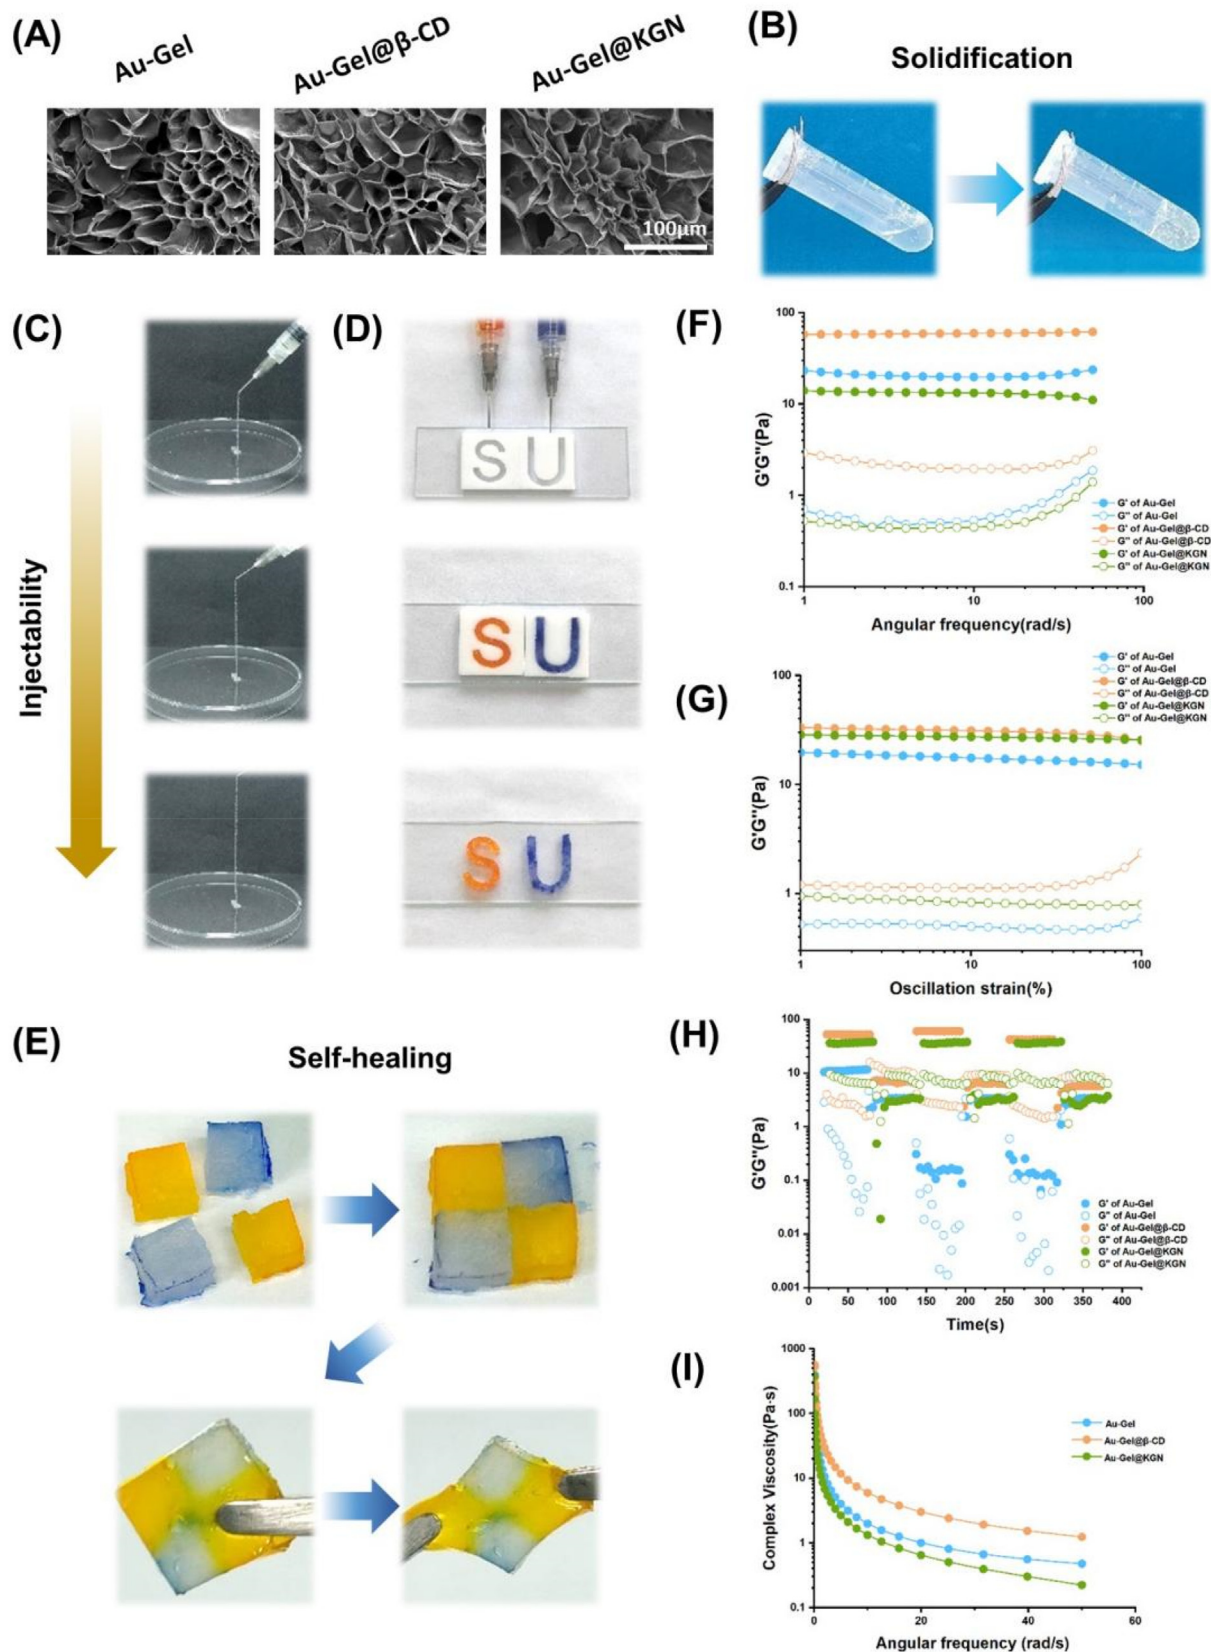 (A)
Au-Gel
Au-Gel@β-CD
Au-Gel@KGN
100μm
(B)
Solidification
(C)
Injectability
(D)
S U
S U
S U
(E)
Self-healing
(F)
G'G''(Pa)
100
10
1
0.1
1
10
100
G' of Au-Gel
G'' of Au-Gel
G' of Au-Gel@β-CD
G'' of Au-Gel@β-CD
G' of Au-Gel@KGN
G'' of Au-Gel@KGN
Angular frequency(rad/s)
(G)
G' of Au-Gel
G'' of Au-Gel
G' of Au-Gel@β-CD
G'' of Au-Gel@β-CD
G' of Au-Gel@KGN
G'' of Au-Gel@KGN
G'G''(Pa)
100
10
1
1
10
100
Oscillation strain(%)
(H)
G'G''(Pa)
100
10
1
0.1
0.01
0.001
G' of Au-Gel
G'' of Au-Gel
G' of Au-Gel@β-CD
G'' of Au-Gel@β-CD
G' of Au-Gel@KGN
G'' of Au-Gel@KGN
0 50 100 150 200 250 300 350 400
Time(s)
(I)
Complex Viscosity(Pa·s)
1000
100
10
1
0.1
Au-Gel
Au-Gel@β-CD
Au-Gel@KGN
0 20 40 60
Angular frequency (rad/s)